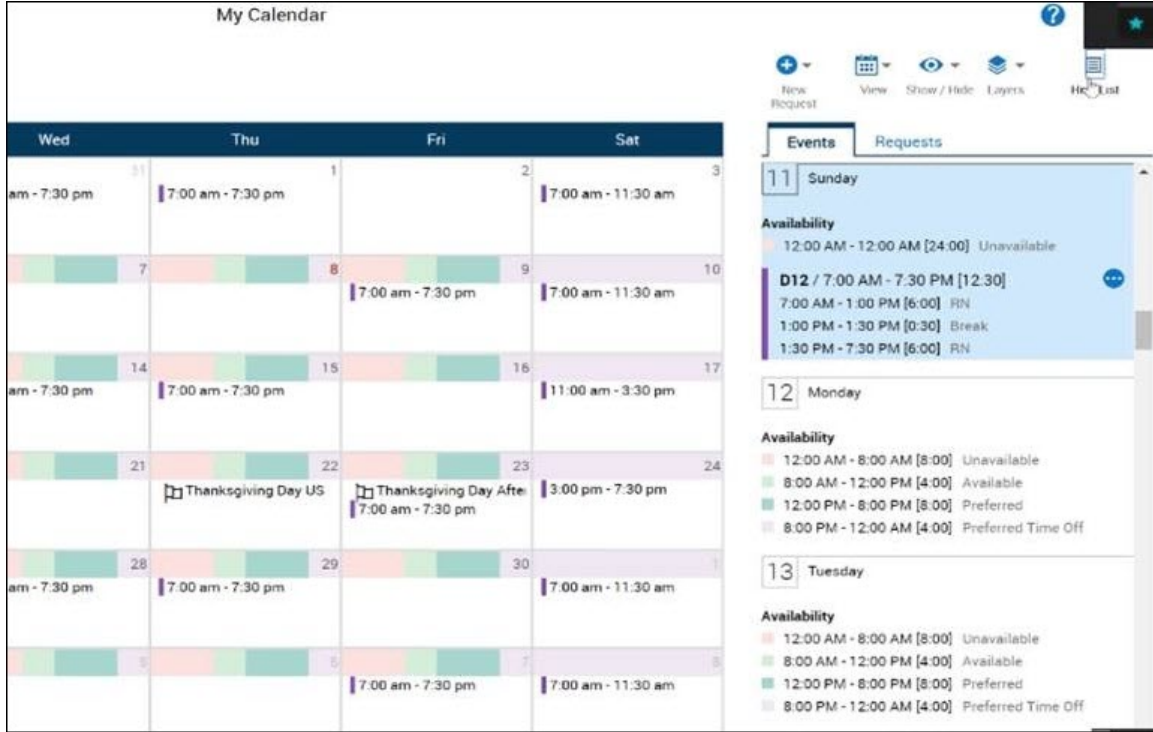 My Calendar
New Request
View
Show / Hide
Layers
Wed Thu Fri Sat
31 1 2 3
am - 7:30 pm 7:00 am - 7:30 pm 7:00 am - 11:30 am
7 8 9 10
7:00 am - 7:30 pm 7:00 am - 11:30 am
14 15 16 17
am - 7:30 pm 7:00 am - 7:30 pm 11:00 am - 3:30 pm
21 22 23 24
Thanksgiving Day US Thanksgiving Day Afte 3:00 pm - 7:30 pm
7:00 am - 7:30 pm
28 29 30 1
am - 7:30 pm 7:00 am - 7:30 pm 7:00 am - 11:30 am
5 6 7 8
7:00 am - 7:30 pm 7:00 am - 11:30 am
Events Requests
11 Sunday
Availability
12:00 AM - 12:00 AM [24:00] Unavailable
D12 / 7:00 AM - 7:30 PM [12:30]
7:00 AM - 1:00 PM [6:00] RN
1:00 PM - 1:30 PM [0:30] Break
1:30 PM - 7:30 PM [6:00] RN
12 Monday
Availability
12:00 AM - 8:00 AM [8:00] Unavailable
8:00 AM - 12:00 PM [4:00] Available
12:00 PM - 8:00 PM [8:00] Preferred
8:00 PM - 12:00 AM [4:00] Preferred Time Off
13 Tuesday
Availability
12:00 AM - 8:00 AM [8:00] Unavailable
8:00 AM - 12:00 PM [4:00] Available
12:00 PM - 8:00 PM [8:00] Preferred
8:00 PM - 12:00 AM [4:00] Preferred Time Off